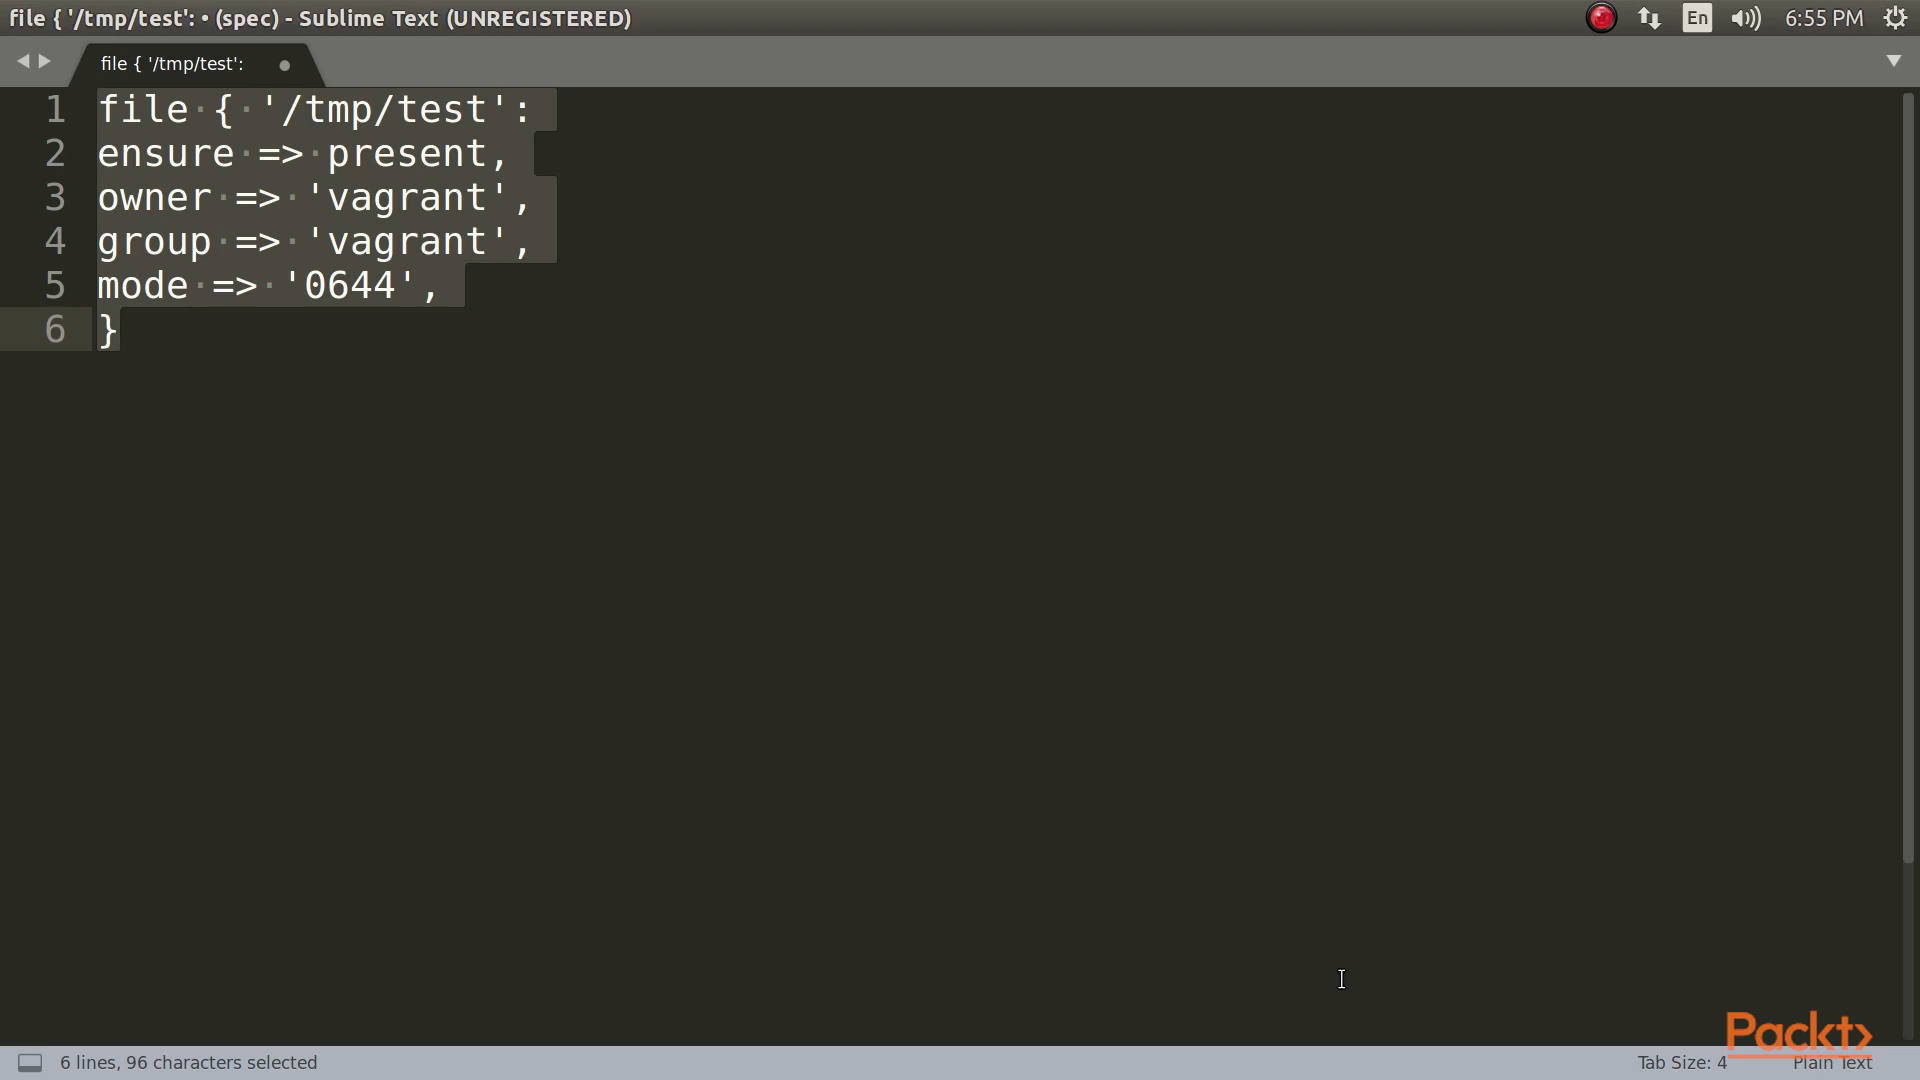 file { '/tmp/test': • (spec) - Sublime Text (UNREGISTERED)
En
6:55 PM
file { '/tmp/test':
1 file { '/tmp/test':
2 ensure => present,
3 owner => 'vagrant',
4 group => 'vagrant',
5 mode => '0644',
6 }
Packt>
6 lines, 96 characters selected
Tab Size: 4
Plain Text